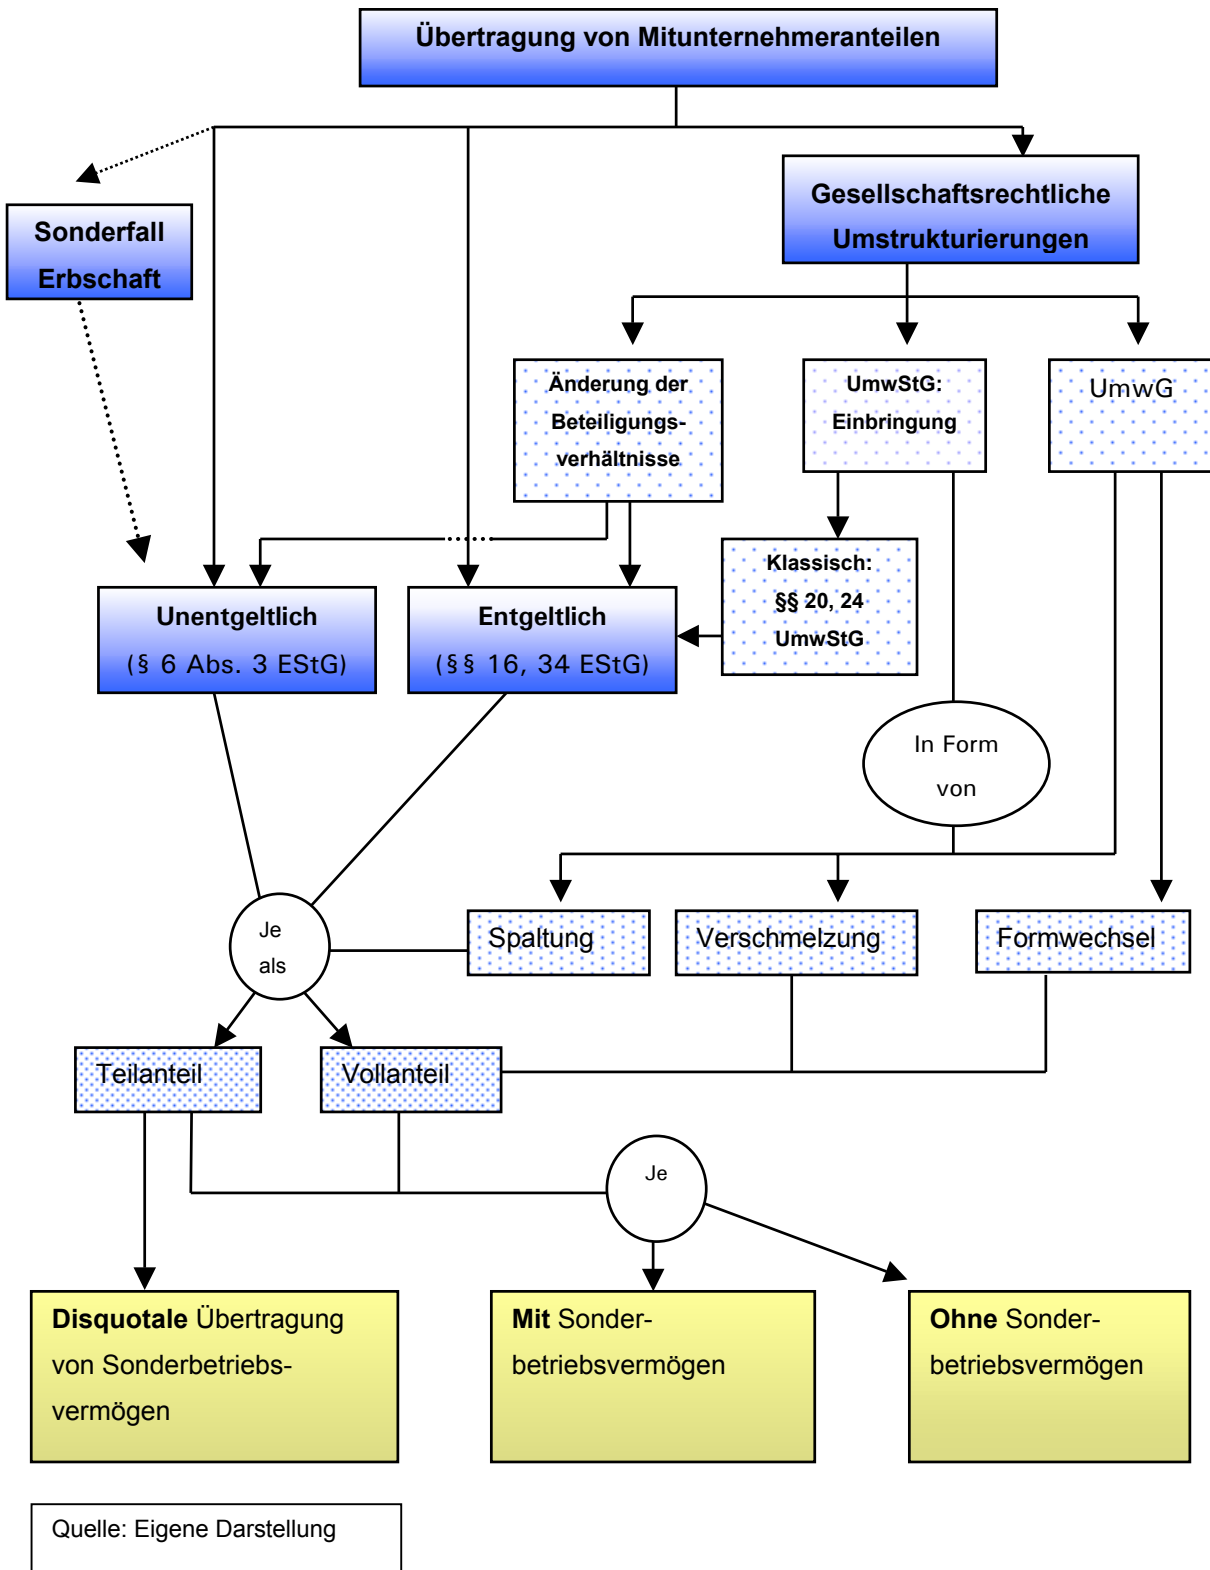 Übertragung von Mitunternehmeranteilen
Gesellschaftsrechtliche
Umstrukturierungen
Sonderfall
Erbschaft
Änderung der
Beteiligungs-
verhältnisse
UmwStG:
Einbringung
UmwG
Klassisch:
§§ 20, 24
UmwStG
Unentgeltlich
(§ 6 Abs. 3 EStG)
Entgeltlich
(§§ 16, 34 EStG)
In Form
von
Je
als
Spaltung
Verschmelzung
Formwechsel
Teilanteil
Vollanteil
Je
Disquotale Übertragung
von Sonderbetriebs-
vermögen
Mit Sonder-
betriebsvermögen
Ohne Sonder-
betriebsvermögen
Quelle: Eigene Darstellung